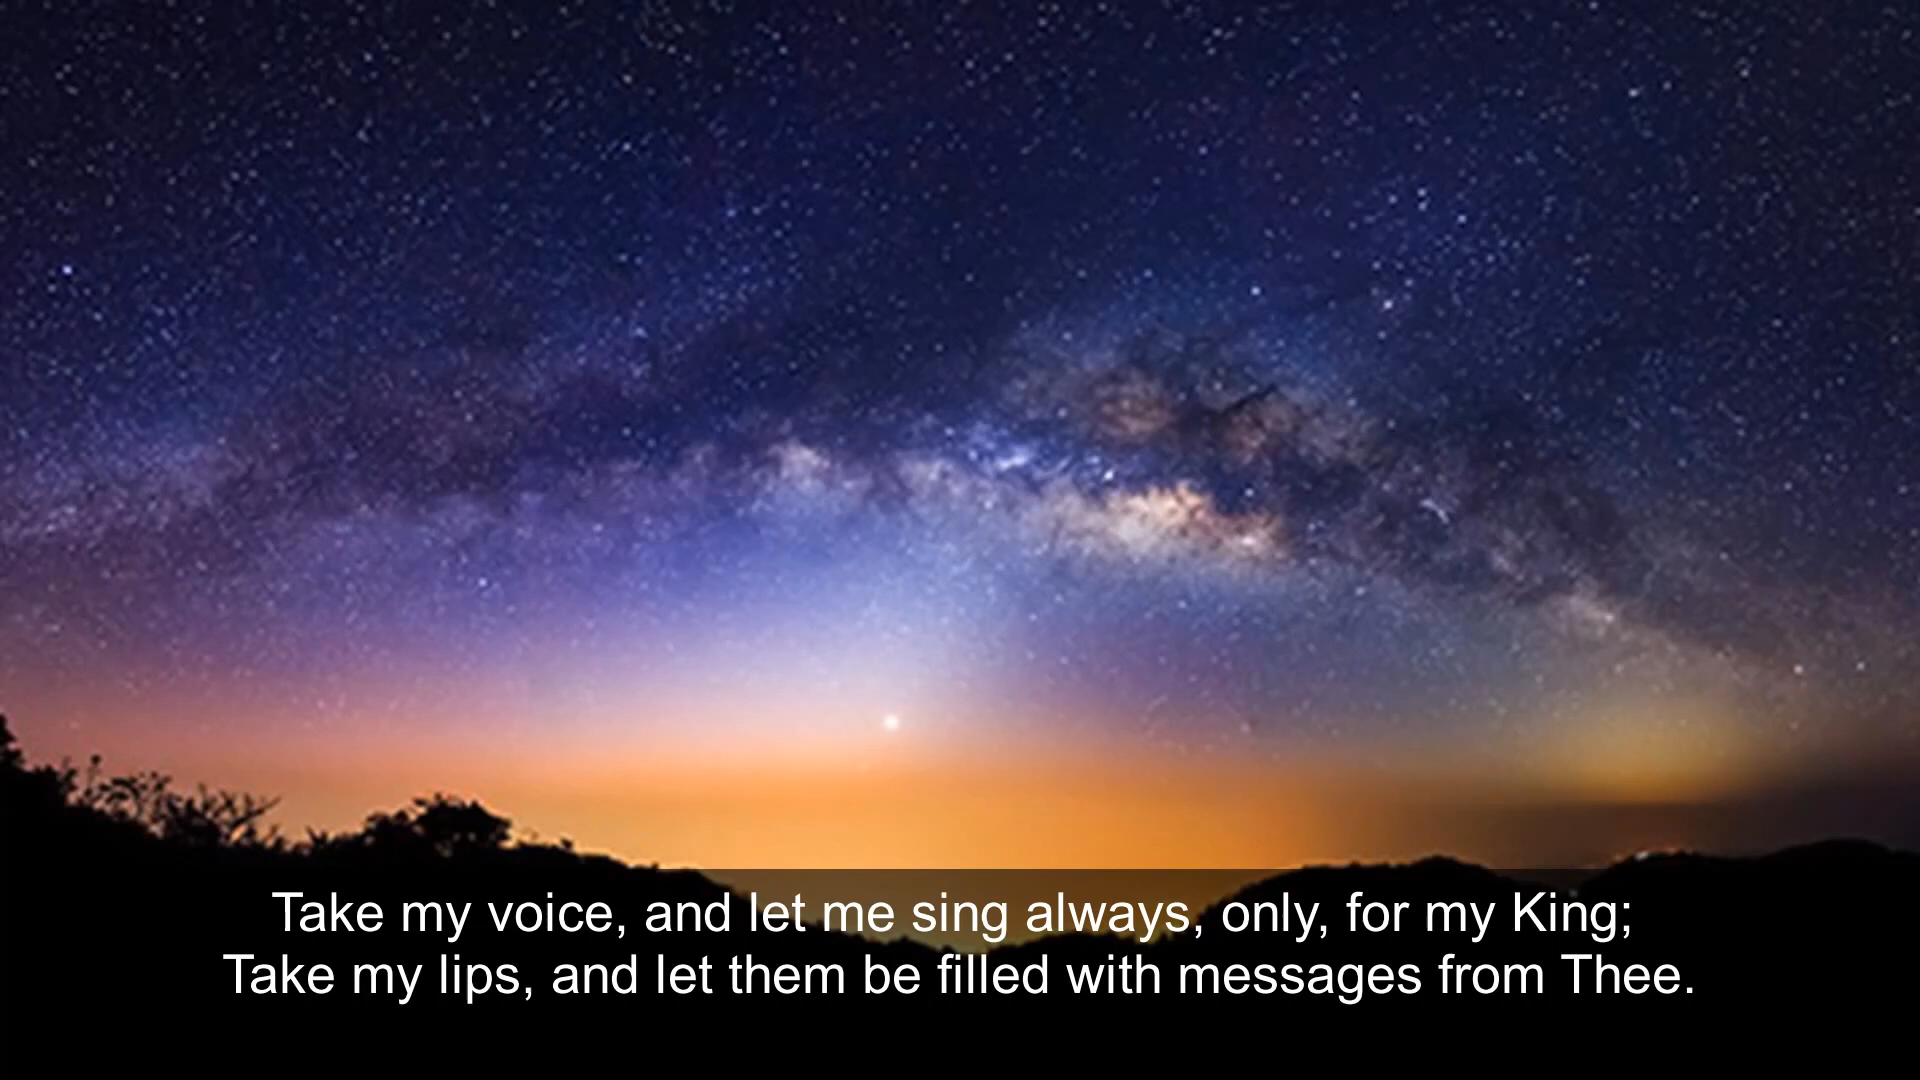 Take my voice, and let me sing always, only, for my King;
Take my lips, and let them be filled with messages from Thee.